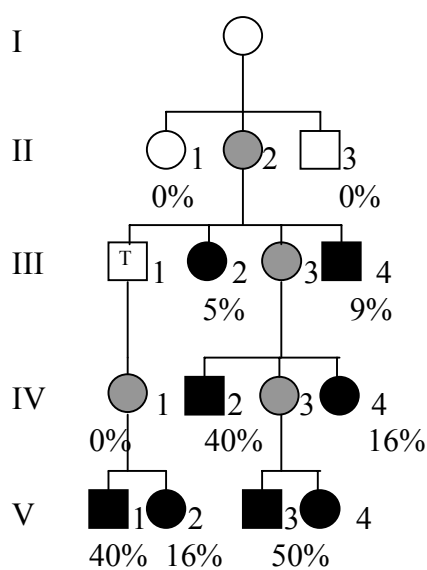 I
II
1 2 3
0% 0%
III
T 1 2 3 4
5% 9%
IV
1 2 3 4
0% 40% 16%
V
1 2 3 4
40% 16% 50%